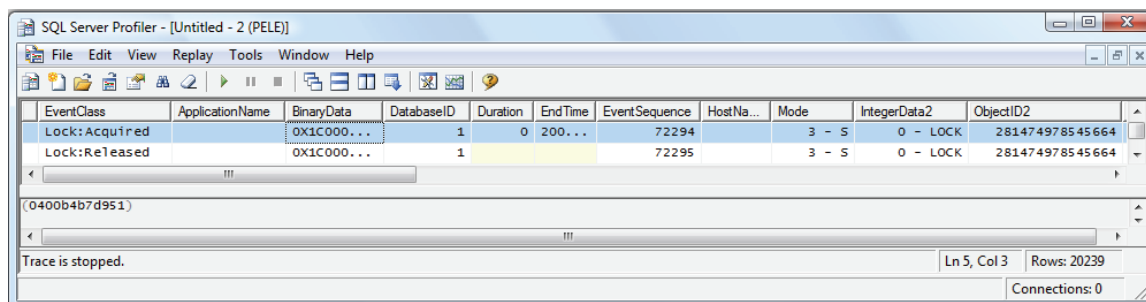 SQL Server Profiler - [Untitled - 2 (PELE)]
File Edit View Replay Tools Window Help
EventClass ApplicationName BinaryData DatabaseID Duration EndTime EventSequence HostNa... Mode IntegerData2 ObjectID2
Lock:Acquired 0X1C000... 1 0 200... 72294 3 - S 0 - LOCK 281474978545664
Lock:Released 0X1C000... 1 72295 3 - S 0 - LOCK 281474978545664
(0400b4b7d951)
Trace is stopped. Ln 5, Col 3 Rows: 20239
Connections: 0